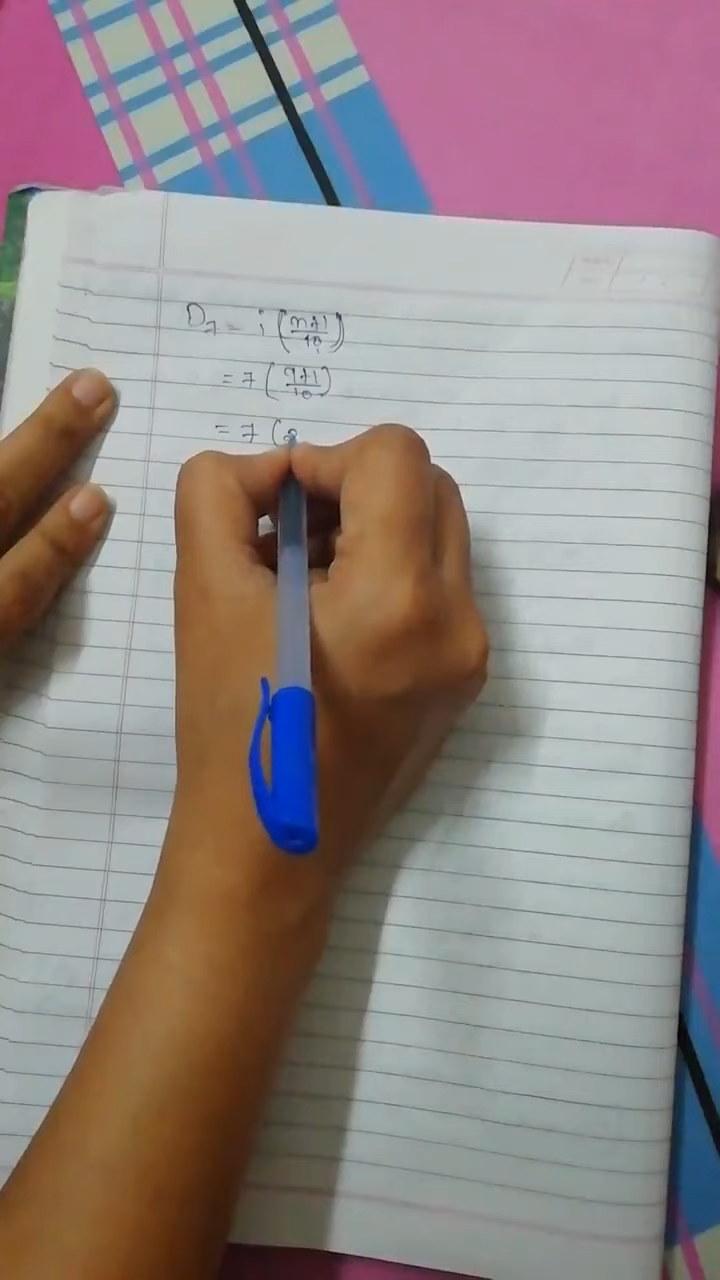 D7 = i (n+1/10)
= 7 (9+1/10)
= 7 (